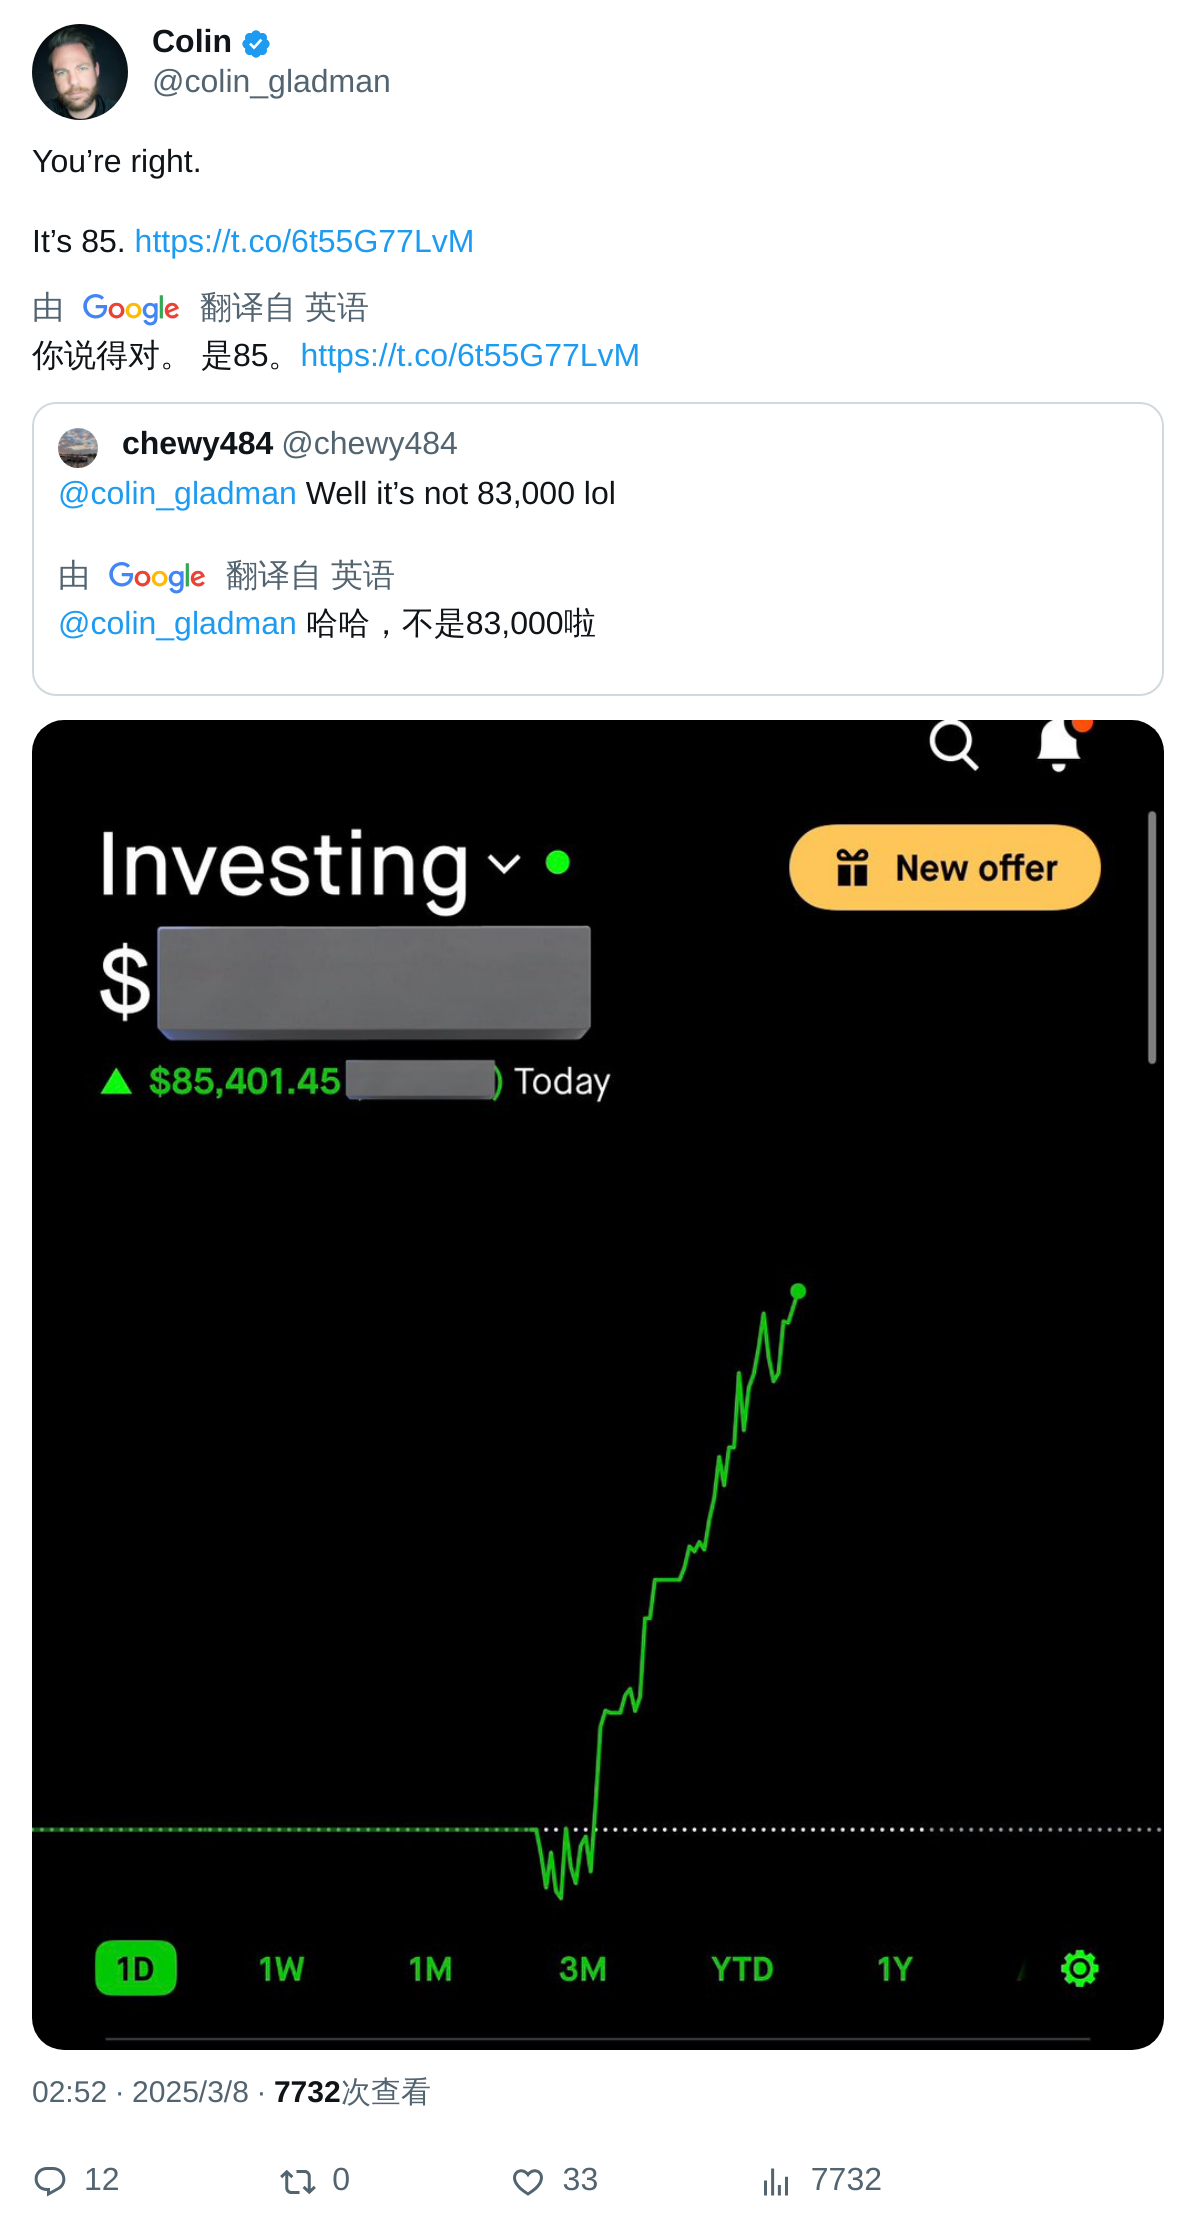 Colin
@colin_gladman
You’re right.
It’s 85. https://t.co/6t55G77LvM
由 Google 翻译自 英语
你说得对。 是85。https://t.co/6t55G77LvM
chewy484 @chewy484
@colin_gladman Well it’s not 83,000 lol
由 Google 翻译自 英语
@colin_gladman 哈哈，不是83,000啦
Investing
New offer
$
$85,401.45 ) Today
1D 1W 1M 3M YTD 1Y
02:52 · 2025/3/8 · 7732次查看
12 0 33 7732